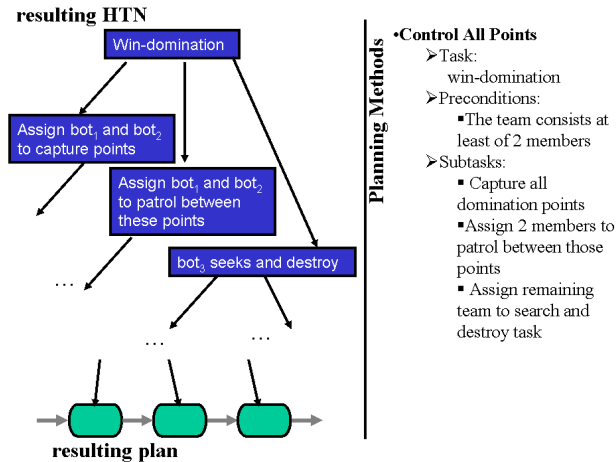 resulting HTN
Win-domination
Assign bot1 and bot2
to capture points
Assign bot1 and bot2
to patrol between
these points
bot3 seeks and destroy
…
…
…
resulting plan
Planning Methods
•Control All Points
➢Task:
win-domination
➢Preconditions:
▪The team consists at
least of 2 members
➢Subtasks:
▪ Capture all
domination points
▪Assign 2 members to
patrol between those
points
▪ Assign remaining
team to search and
destroy task